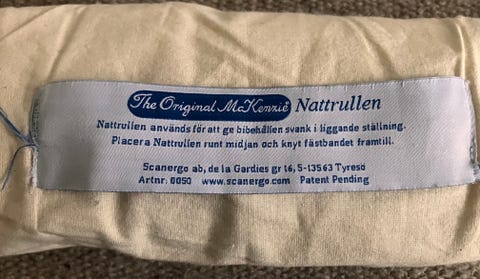 The Original McKenzie® Nattrullen
Nattrullen används för att ge bibehållen svank i liggande ställning.
Placera Nattrullen runt midjan och knyt fästbandet framtill.
Scanergo ab, de la Gardies gr 16, S-13563 Tyresö
Artnr: 0050 www.scanergo.com Patent Pending